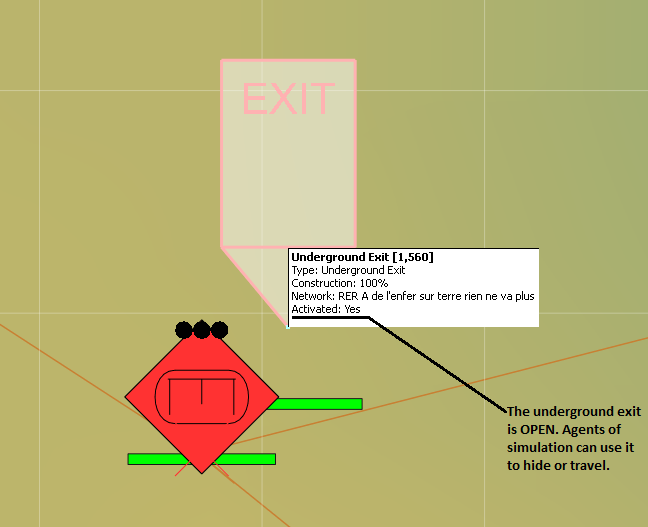 EXIT
Underground Exit [1,560]
Type: Underground Exit
Construction: 100%
Network: RER A de l'enfer sur terre rien ne va plus
Activated: Yes
The underground exit
is OPEN. Agents of
simulation can use it
to hide or travel.